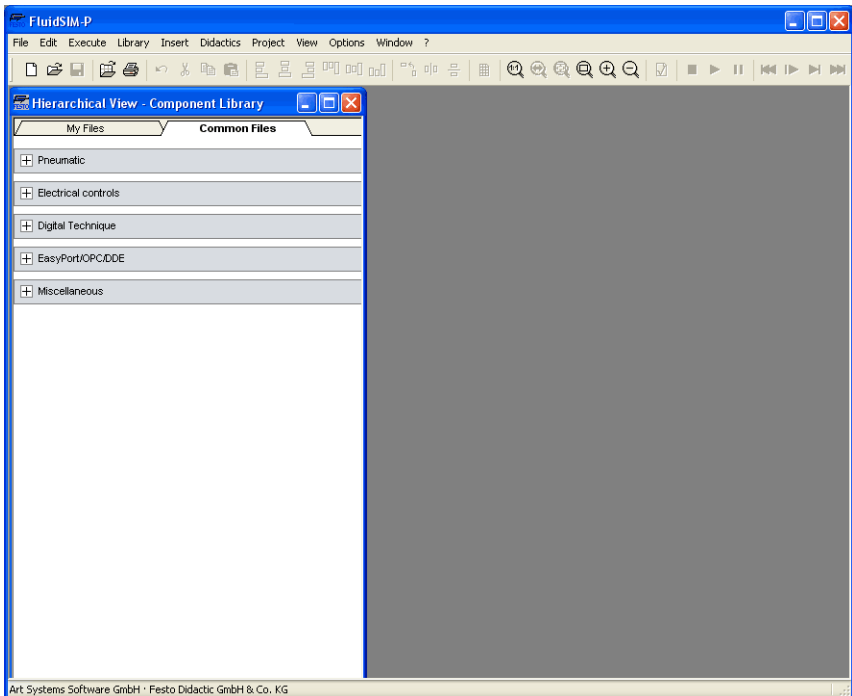 FluidSIM-P
File Edit Execute Library Insert Didactics Project View Options Window ?
Hierarchical View - Component Library
My Files Common Files
Pneumatic
Electrical controls
Digital Technique
EasyPort/OPC/DDE
Miscellaneous
Art Systems Software GmbH · Festo Didactic GmbH & Co. KG